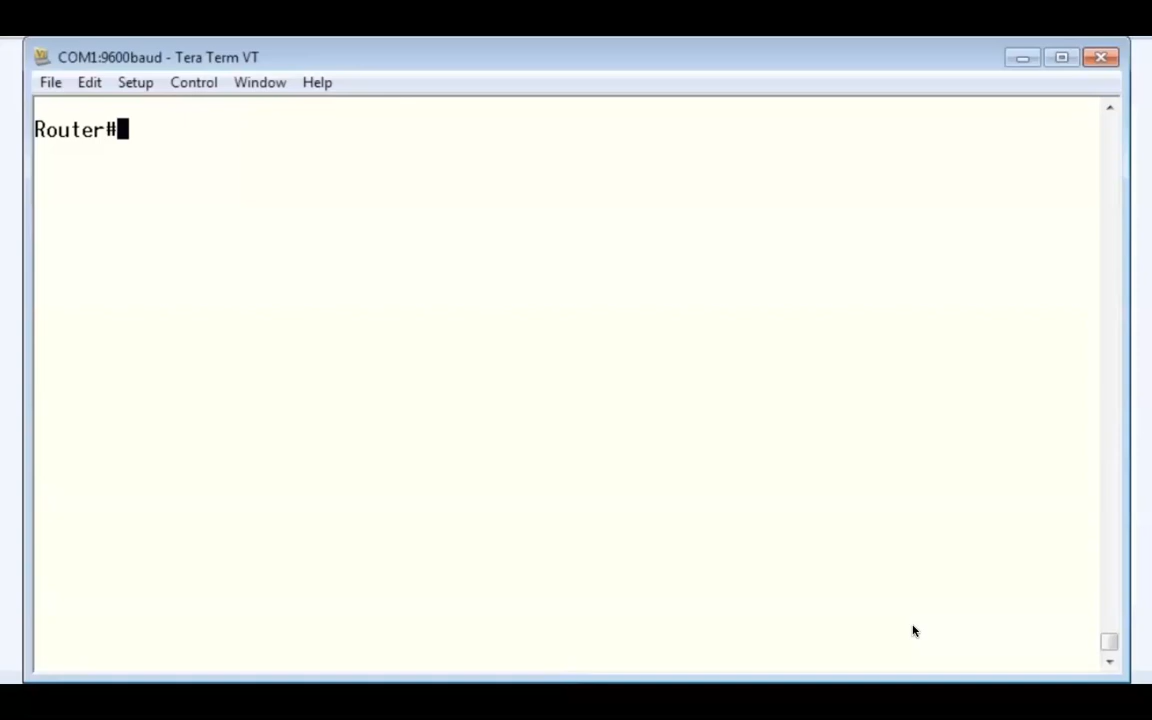 COM1:9600baud - Tera Term VT
File Edit Setup Control Window Help
Router#